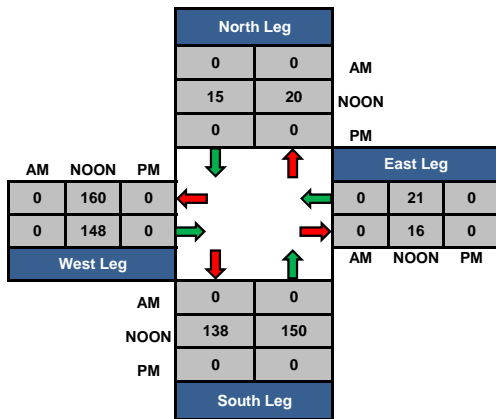 North Leg
0 0 AM
15 20 NOON
0 0 PM
AM NOON PM East Leg
0 160 0 0 21 0
0 148 0 0 16 0
West Leg AM NOON PM
AM 0 0
NOON 138 150
PM 0 0
South Leg